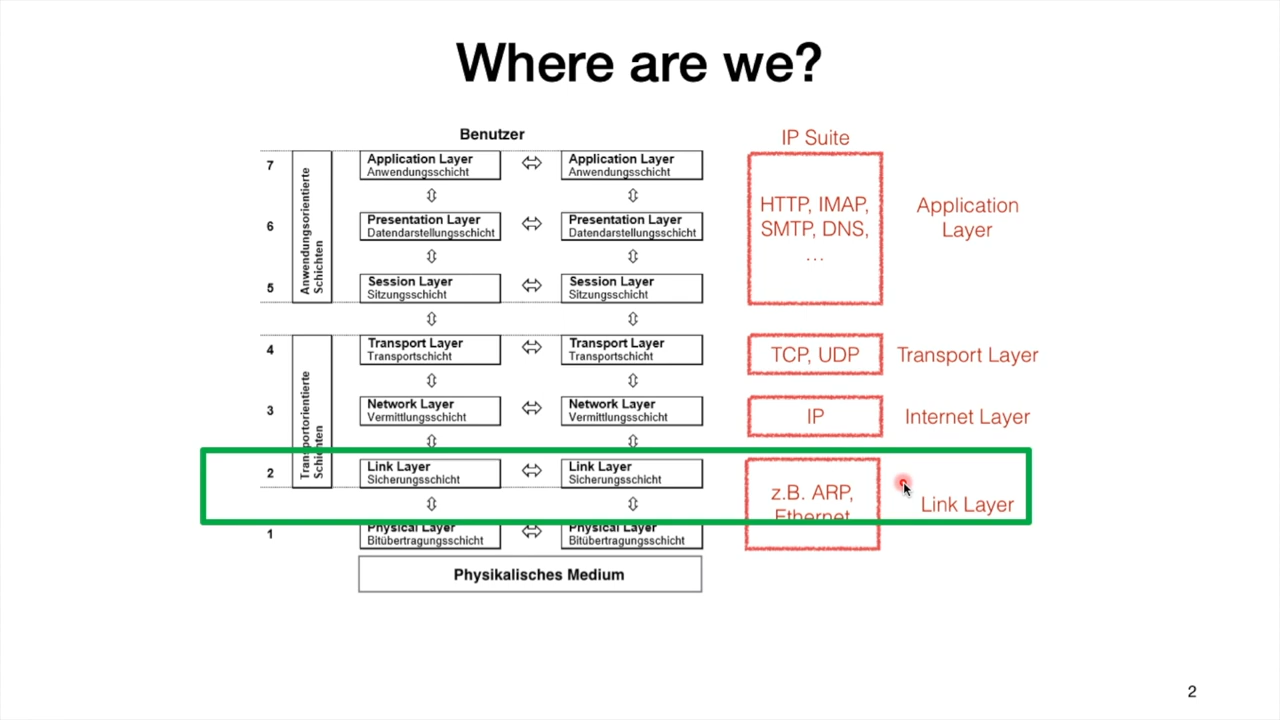 Where are we?
Benutzer
IP Suite
7
Anwendungsorientierte
Schichten
Application Layer
Anwendungsschicht
Application Layer
Anwendungsschicht
6
Presentation Layer
Datendarstellungsschicht
Presentation Layer
Datendarstellungsschicht
HTTP, IMAP,
SMTP, DNS,
...
Application
Layer
5
Session Layer
Sitzungsschicht
Session Layer
Sitzungsschicht
4
Transportorientierte
Schichten
Transport Layer
Transportschicht
Transport Layer
Transportschicht
TCP, UDP
Transport Layer
3
Network Layer
Vermittlungsschicht
Network Layer
Vermittlungsschicht
IP
Internet Layer
2
Link Layer
Sicherungsschicht
Link Layer
Sicherungsschicht
z.B. ARP,
Ethernet
Link Layer
1
Physical Layer
Bitübertragungsschicht
Physical Layer
Bitübertragungsschicht
Physikalisches Medium
2